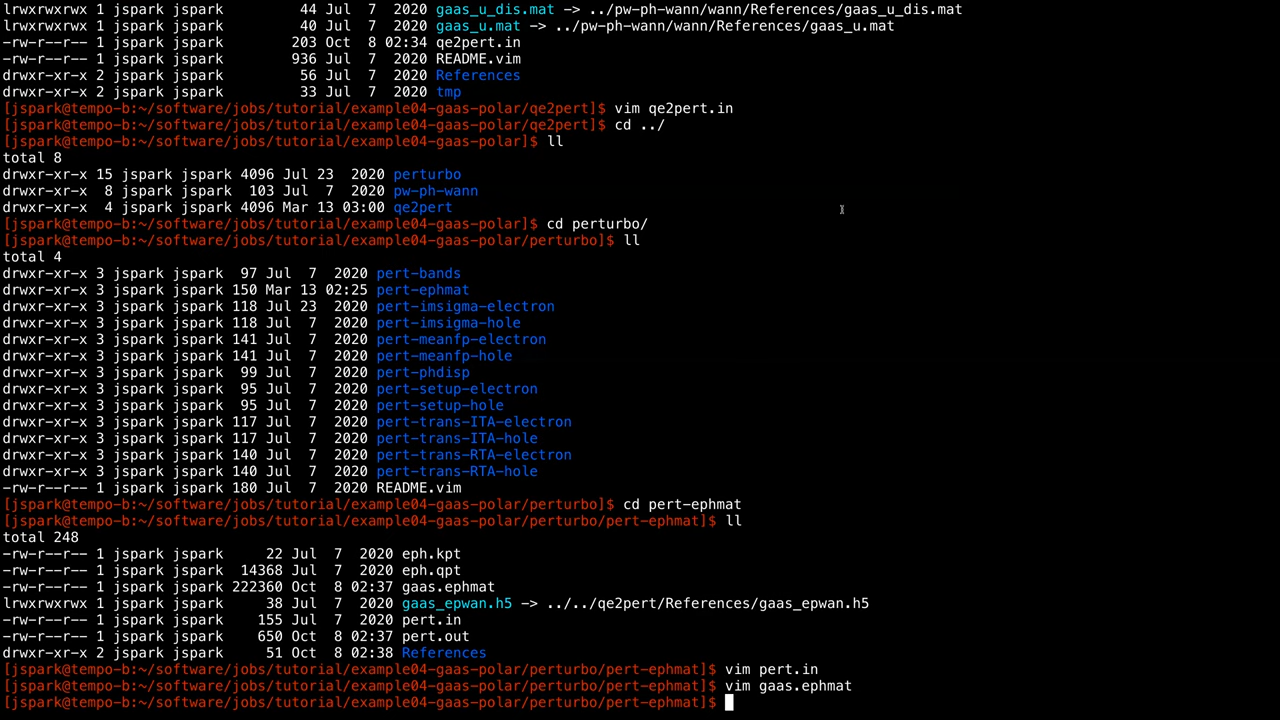 lrwxrwxrwx 1 jspark jspark 44 Jul 7 2020 gaas_u_dis.mat -> ../pw-ph-wann/wann/References/gaas_u_dis.mat
lrwxrwxrwx 1 jspark jspark 40 Jul 7 2020 gaas_u.mat -> ../pw-ph-wann/wann/References/gaas_u.mat
-rw-r--r-- 1 jspark jspark 203 Oct 8 02:34 qe2pert.in
-rw-r--r-- 1 jspark jspark 936 Jul 7 2020 README.vim
drwxr-xr-x 2 jspark jspark 56 Jul 7 2020 References
drwxr-xr-x 2 jspark jspark 33 Jul 7 2020 tmp
[jspark@tempo-b:~/software/jobs/tutorial/example04-gaas-polar/qe2pert]$ vim qe2pert.in
[jspark@tempo-b:~/software/jobs/tutorial/example04-gaas-polar/qe2pert]$ cd ../
[jspark@tempo-b:~/software/jobs/tutorial/example04-gaas-polar]$ ll
total 8
drwxr-xr-x 15 jspark jspark 4096 Jul 23 2020 perturbo
drwxr-xr-x 8 jspark jspark 103 Jul 7 2020 pw-ph-wann
drwxr-xr-x 4 jspark jspark 4096 Mar 13 03:00 qe2pert
[jspark@tempo-b:~/software/jobs/tutorial/example04-gaas-polar]$ cd perturbo/
[jspark@tempo-b:~/software/jobs/tutorial/example04-gaas-polar/perturbo]$ ll
total 4
drwxr-xr-x 3 jspark jspark 97 Jul 7 2020 pert-bands
drwxr-xr-x 3 jspark jspark 150 Mar 13 02:25 pert-ephmat
drwxr-xr-x 3 jspark jspark 118 Jul 23 2020 pert-imsigma-electron
drwxr-xr-x 3 jspark jspark 118 Jul 7 2020 pert-imsigma-hole
drwxr-xr-x 3 jspark jspark 141 Jul 7 2020 pert-meanfp-electron
drwxr-xr-x 3 jspark jspark 141 Jul 7 2020 pert-meanfp-hole
drwxr-xr-x 3 jspark jspark 99 Jul 7 2020 pert-phdisp
drwxr-xr-x 3 jspark jspark 95 Jul 7 2020 pert-setup-electron
drwxr-xr-x 3 jspark jspark 95 Jul 7 2020 pert-setup-hole
drwxr-xr-x 3 jspark jspark 117 Jul 7 2020 pert-trans-ITA-electron
drwxr-xr-x 3 jspark jspark 117 Jul 7 2020 pert-trans-ITA-hole
drwxr-xr-x 3 jspark jspark 140 Jul 7 2020 pert-trans-RTA-electron
drwxr-xr-x 3 jspark jspark 140 Jul 7 2020 pert-trans-RTA-hole
-rw-r--r-- 1 jspark jspark 180 Jul 7 2020 README.vim
[jspark@tempo-b:~/software/jobs/tutorial/example04-gaas-polar/perturbo]$ cd pert-ephmat
[jspark@tempo-b:~/software/jobs/tutorial/example04-gaas-polar/perturbo/pert-ephmat]$ ll
total 248
-rw-r--r-- 1 jspark jspark 22 Jul 7 2020 eph.kpt
-rw-r--r-- 1 jspark jspark 14368 Jul 7 2020 eph.qpt
-rw-r--r-- 1 jspark jspark 222360 Oct 8 02:37 gaas.ephmat
lrwxrwxrwx 1 jspark jspark 38 Jul 7 2020 gaas_epwan.h5 -> ../../qe2pert/References/gaas_epwan.h5
-rw-r--r-- 1 jspark jspark 155 Jul 7 2020 pert.in
-rw-r--r-- 1 jspark jspark 650 Oct 8 02:37 pert.out
drwxr-xr-x 2 jspark jspark 51 Oct 8 02:38 References
[jspark@tempo-b:~/software/jobs/tutorial/example04-gaas-polar/perturbo/pert-ephmat]$ vim pert.in
[jspark@tempo-b:~/software/jobs/tutorial/example04-gaas-polar/perturbo/pert-ephmat]$ vim gaas.ephmat
[jspark@tempo-b:~/software/jobs/tutorial/example04-gaas-polar/perturbo/pert-ephmat]$